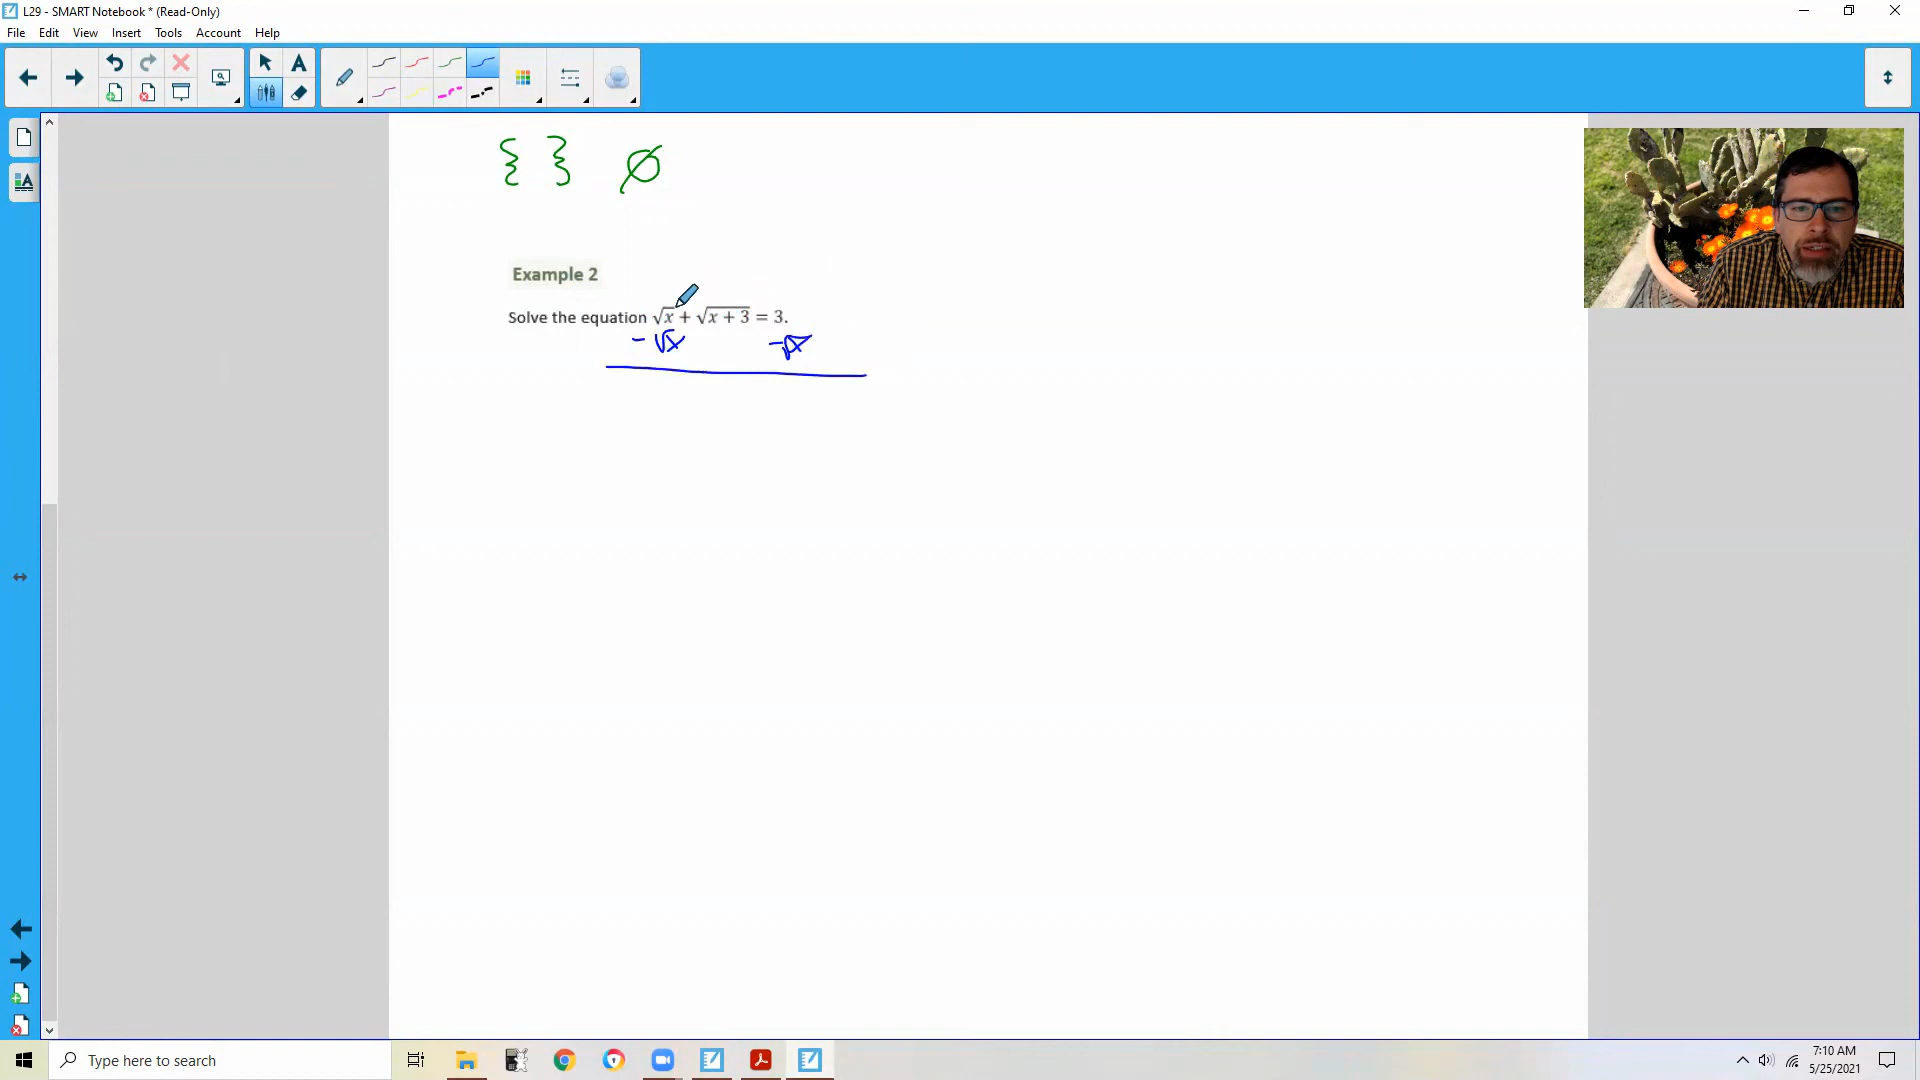 L29 - SMART Notebook * (Read-Only)
File Edit View Insert Tools Account Help
A
A
{ } ∅
Example 2
Solve the equation √x + √(x + 3) = 3.
- √x - √x
Type here to search
7:10 AM
5/25/2021